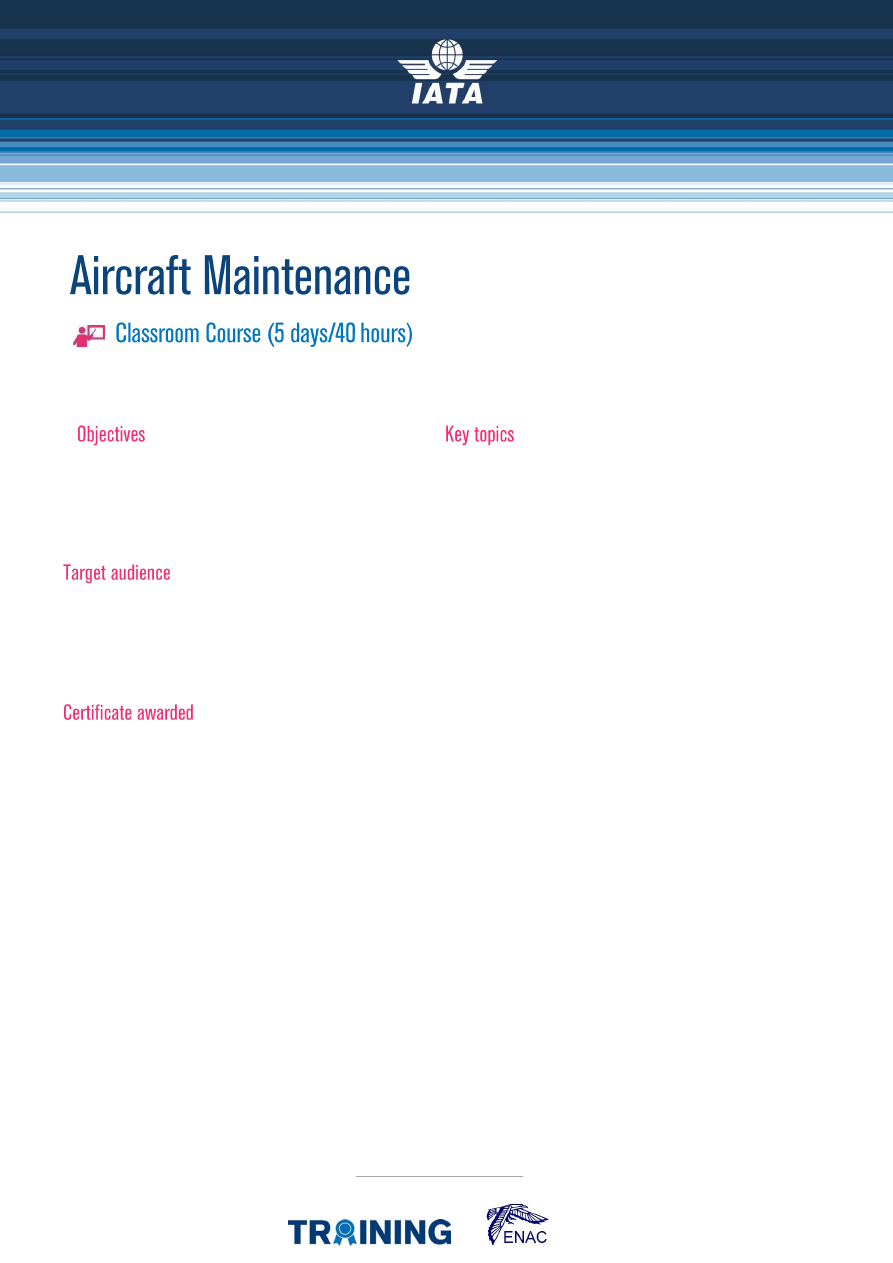 IATA
Aircraft Maintenance
Classroom Course (5 days/40 hours)
Objectives
Key topics
Target audience
Certificate awarded
TRAINING
ENAC